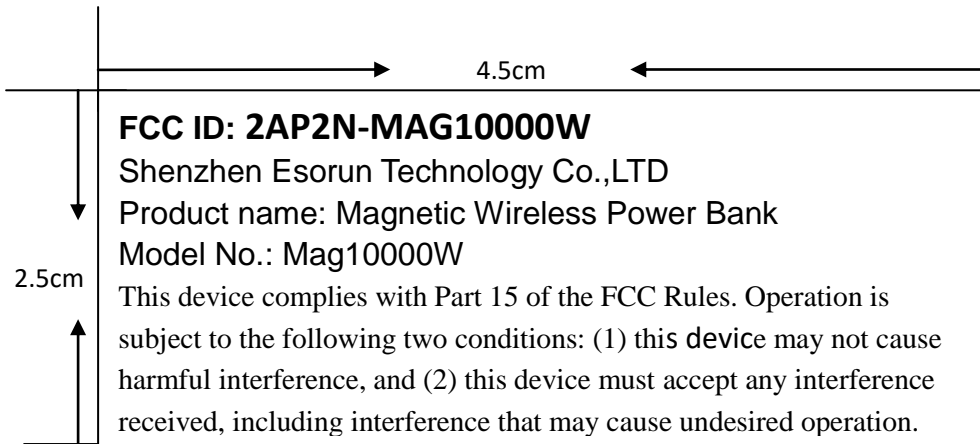 4.5cm
FCC ID: 2AP2N-MAG10000W
Shenzhen Esorun Technology Co.,LTD
Product name: Magnetic Wireless Power Bank
Model No.: Mag10000W
2.5cm
This device complies with Part 15 of the FCC Rules. Operation is
subject to the following two conditions: (1) this device may not cause
harmful interference, and (2) this device must accept any interference
received, including interference that may cause undesired operation.